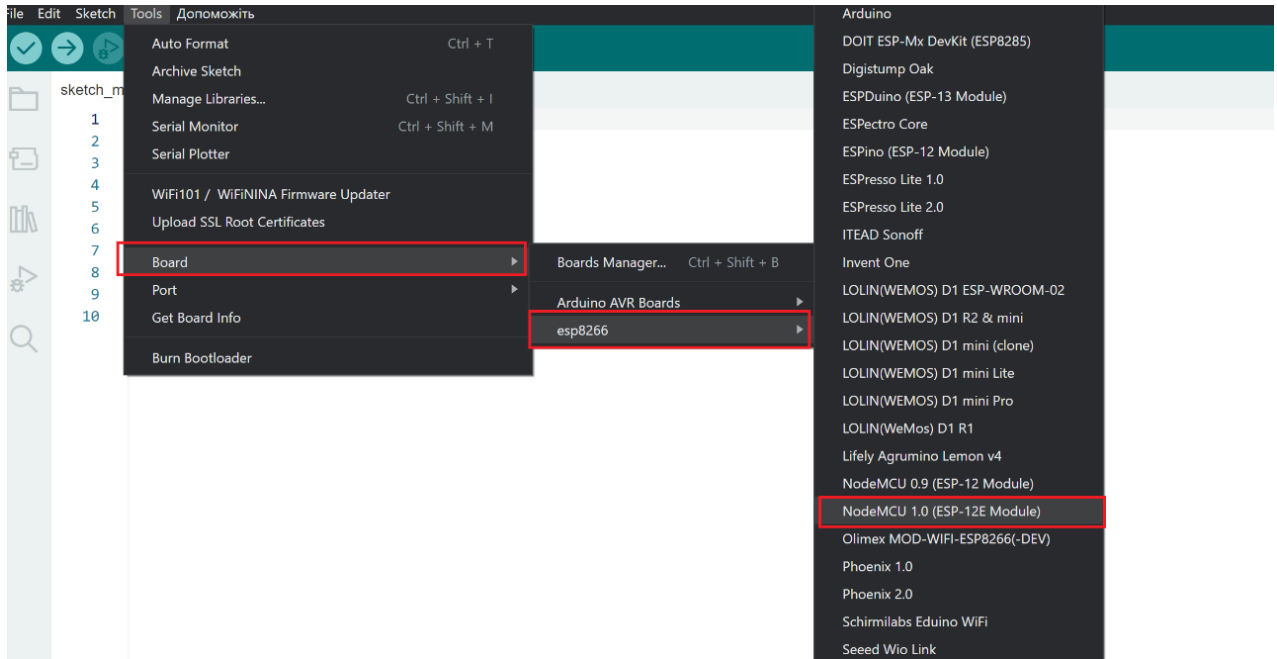 File Edit Sketch Tools Допоможіть
sketch_m
1
2
3
4
5
6
7
8
9
10
Auto Format Ctrl + T
Archive Sketch
Manage Libraries... Ctrl + Shift + I
Serial Monitor Ctrl + Shift + M
Serial Plotter
WiFi101 / WiFiNINA Firmware Updater
Upload SSL Root Certificates
Board
Port
Get Board Info
Burn Bootloader
Boards Manager... Ctrl + Shift + B
Arduino AVR Boards
esp8266
Arduino
DOIT ESP-Mx DevKit (ESP8285)
Digistump Oak
ESPDuino (ESP-13 Module)
ESPectro Core
ESPino (ESP-12 Module)
ESPresso Lite 1.0
ESPresso Lite 2.0
ITEAD Sonoff
Invent One
LOLIN(WEMOS) D1 ESP-WROOM-02
LOLIN(WEMOS) D1 R2 & mini
LOLIN(WEMOS) D1 mini (clone)
LOLIN(WEMOS) D1 mini Lite
LOLIN(WEMOS) D1 mini Pro
LOLIN(WeMos) D1 R1
Lifely Agrumino Lemon v4
NodeMCU 0.9 (ESP-12 Module)
NodeMCU 1.0 (ESP-12E Module)
Olimex MOD-WIFI-ESP8266(-DEV)
Phoenix 1.0
Phoenix 2.0
Schirmilabs Eduino WiFi
Seeed Wio Link